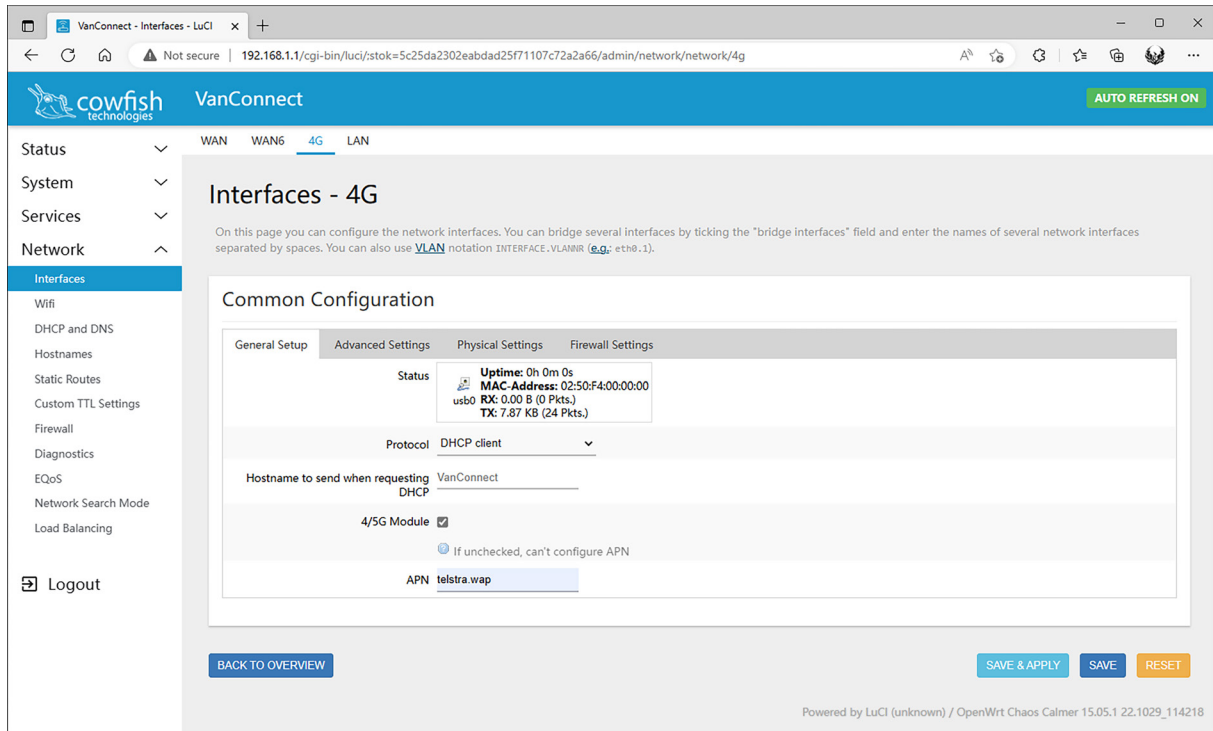 VanConnect - Interfaces - LuCI
Not secure | 192.168.1.1/cgi-bin/luci/;stok=5c25da2302eabdad25f71107c72a2a66/admin/network/network/4g
cowfish
technologies
VanConnect
AUTO REFRESH ON
WAN WAN6 4G LAN
Status
System
Services
Network
Interfaces
Wifi
DHCP and DNS
Hostnames
Static Routes
Custom TTL Settings
Firewall
Diagnostics
EQoS
Network Search Mode
Load Balancing
Logout
Interfaces - 4G
On this page you can configure the network interfaces. You can bridge several interfaces by ticking the "bridge interfaces" field and enter the names of several network interfaces
separated by spaces. You can also use VLAN notation INTERFACE.VLANNR (e.g.: eth0.1).
Common Configuration
General Setup Advanced Settings Physical Settings Firewall Settings
Status
Uptime: 0h 0m 0s
MAC-Address: 02:50:F4:00:00:00
usb0 RX: 0.00 B (0 Pkts.)
TX: 7.87 KB (24 Pkts.)
Protocol DHCP client
Hostname to send when requesting VanConnect
DHCP
4/5G Module
If unchecked, can't configure APN
APN telstra.wap
BACK TO OVERVIEW SAVE & APPLY SAVE RESET
Powered by LuCI (unknown) / OpenWrt Chaos Calmer 15.05.1 22.1029_114218